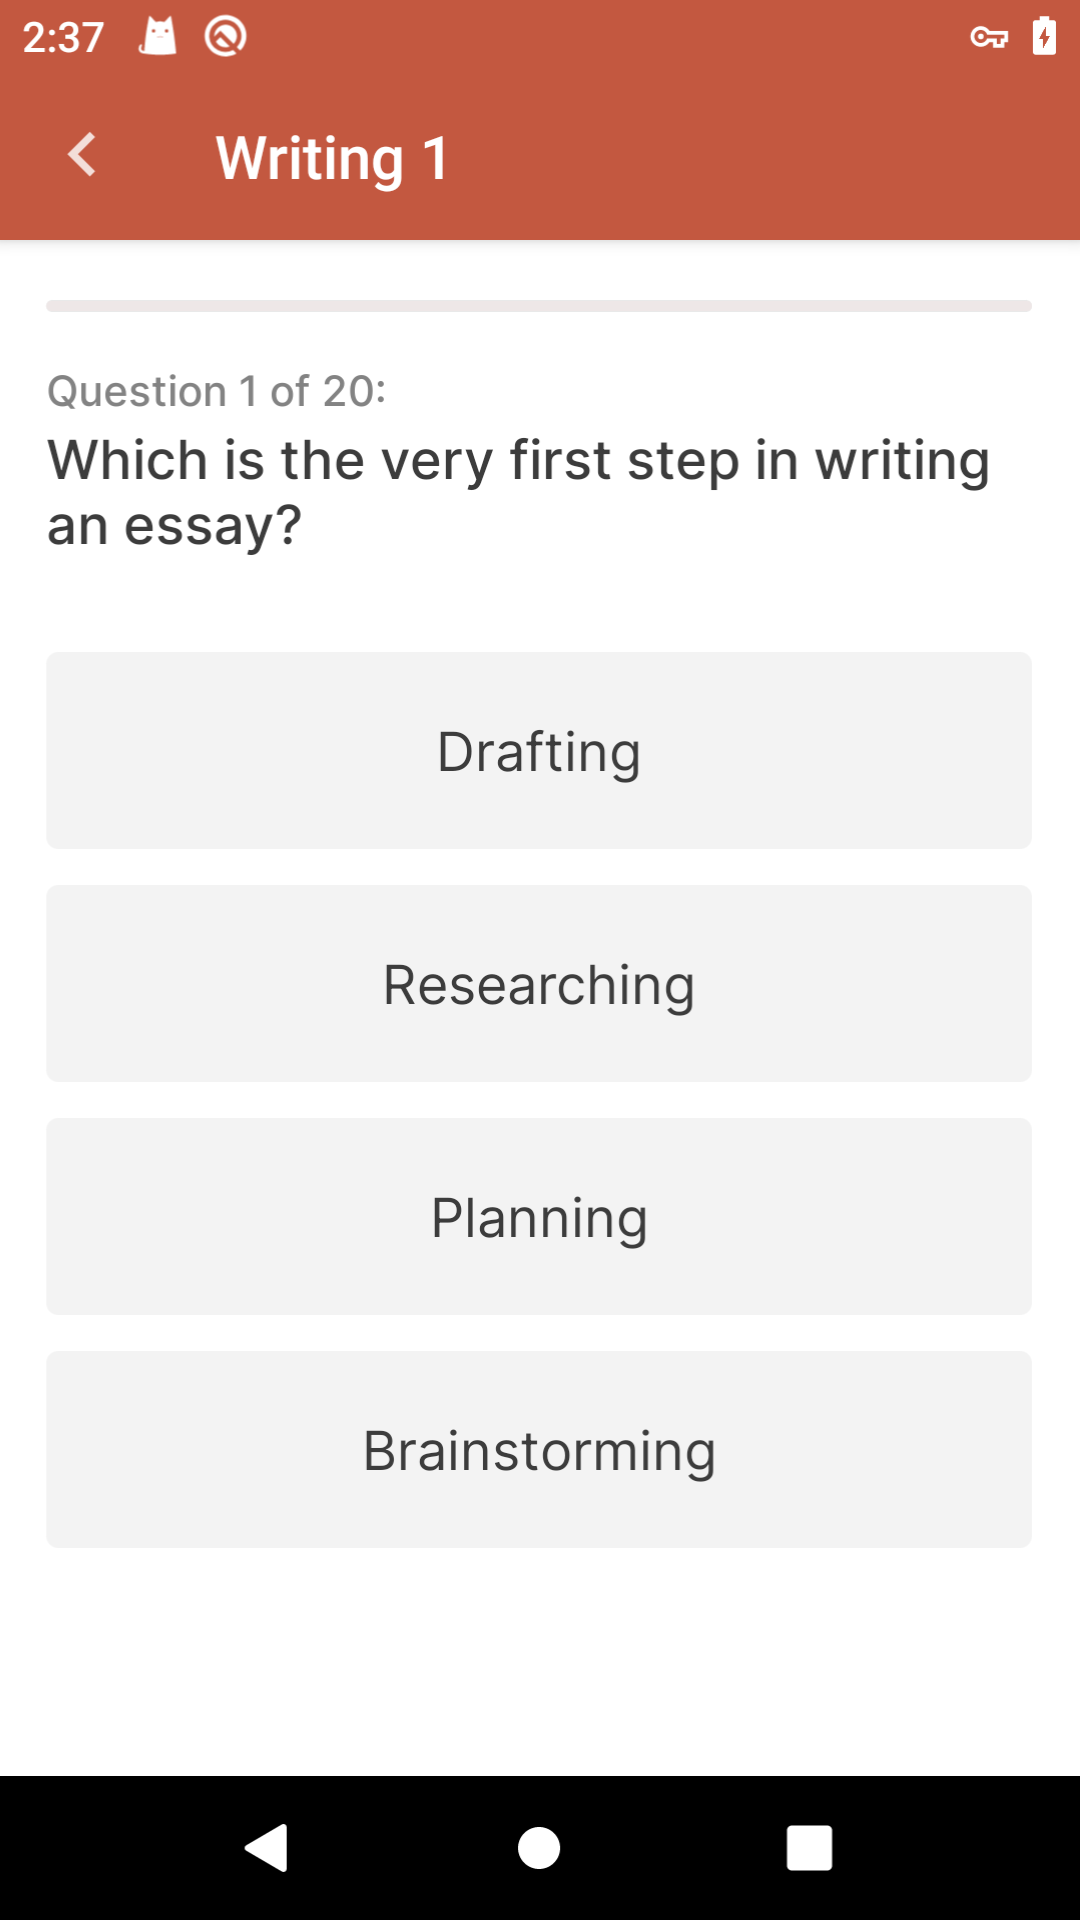 2:37
Writing 1
Question 1 of 20:
Which is the very first step in writing
an essay?
Drafting
Researching
Planning
Brainstorming